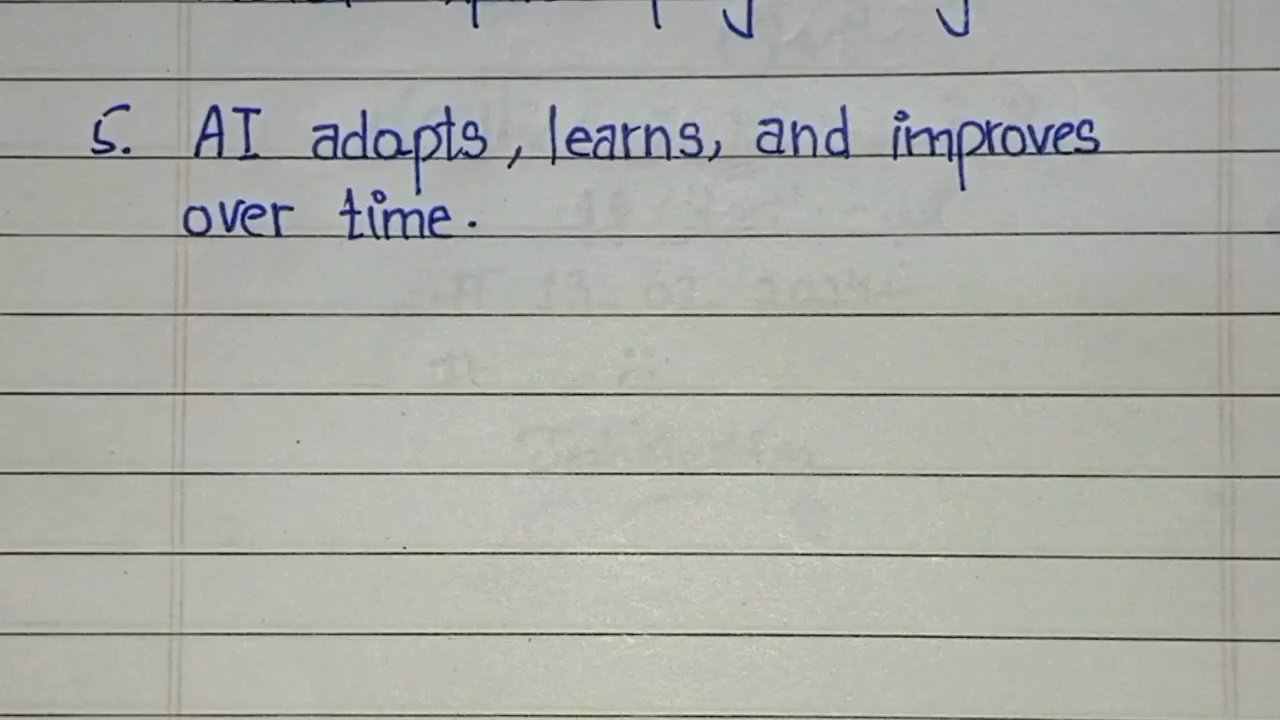 5. AI adapts, learns, and improves
over time.